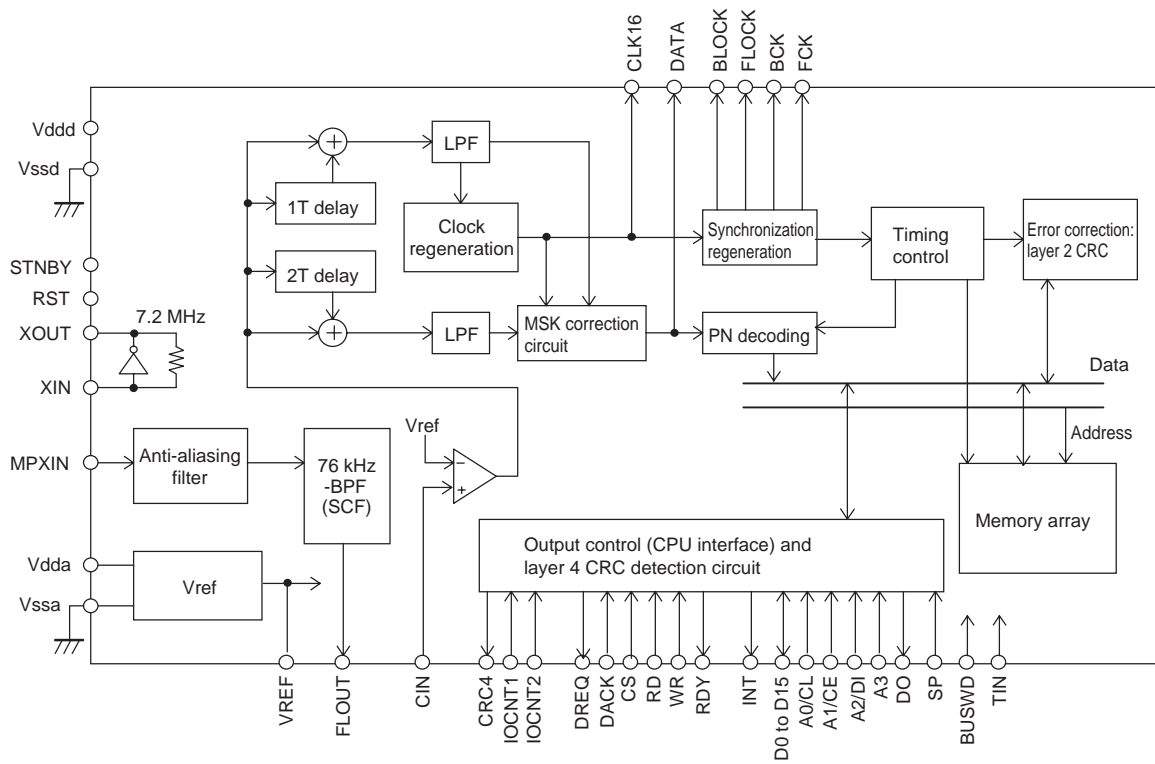 CLK16
DATA
BLOCK
FLOCK
BCK
FCK
Vddd
Vssd
STNBY
RST
XOUT
7.2 MHz
XIN
MPXIN
Vdda
Vssa
LPF
1T delay
Clock
regeneration
2T delay
LPF
MSK correction
circuit
Synchronization
regeneration
Timing
control
Error correction:
layer 2 CRC
PN decoding
Data
Address
Memory array
Anti-aliasing
filter
76 kHz
-BPF
(SCF)
Vref
Vref
Output control (CPU interface) and
layer 4 CRC detection circuit
VREF
FLOUT
CIN
CRC4
IOCNT1
IOCNT2
DREQ
DACK
CS
RD
WR
RDY
INT
D0 to D15
A0/CL
A1/CE
A2/DI
A3
DO
SP
BUSWD
TIN